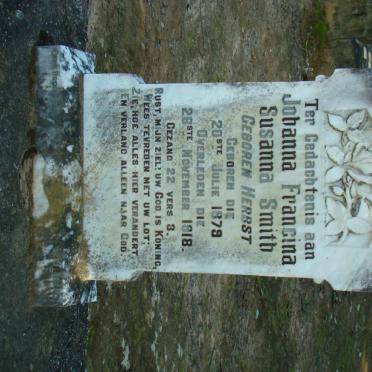 Ter Gedachtenis aan
Johanna Francina
Susanna Smith
GEBOREN HERBST
GEBOREN DIE
20STE JULIE 1879
OVERLEDEN DIE
28STE NOVEMBER 1918.
GEZANG 22 VERS 3.
RUST, MIJN ZIEL! UW GOD IS KONING,
WEES TEVREDEN MET UW LOT:
ZIE, HOE ALLES HIER VERANDERT
EN VERLANG ALLEEN NAAR GOD.